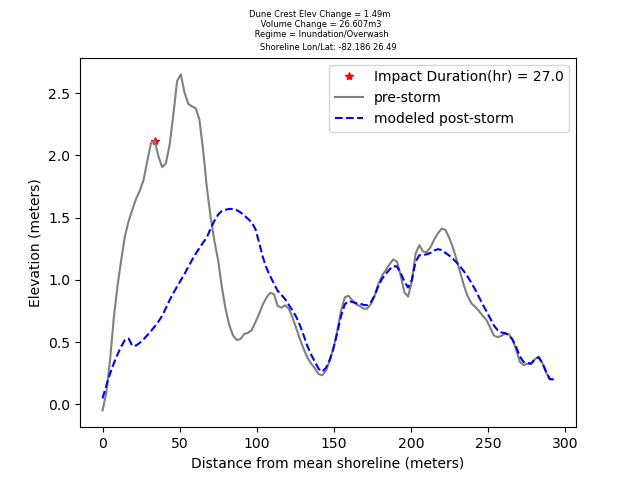 Dune Crest Elev Change = 1.49m
Volume Change = 26.607m3
Regime = Inundation/Overwash
Shoreline Lon/Lat: -82.186 26.49
Impact Duration(hr) = 27.0
pre-storm
modeled post-storm
Elevation (meters)
2.5
2.0
1.5
1.0
0.5
0.0
0 50 100 150 200 250 300
Distance from mean shoreline (meters)